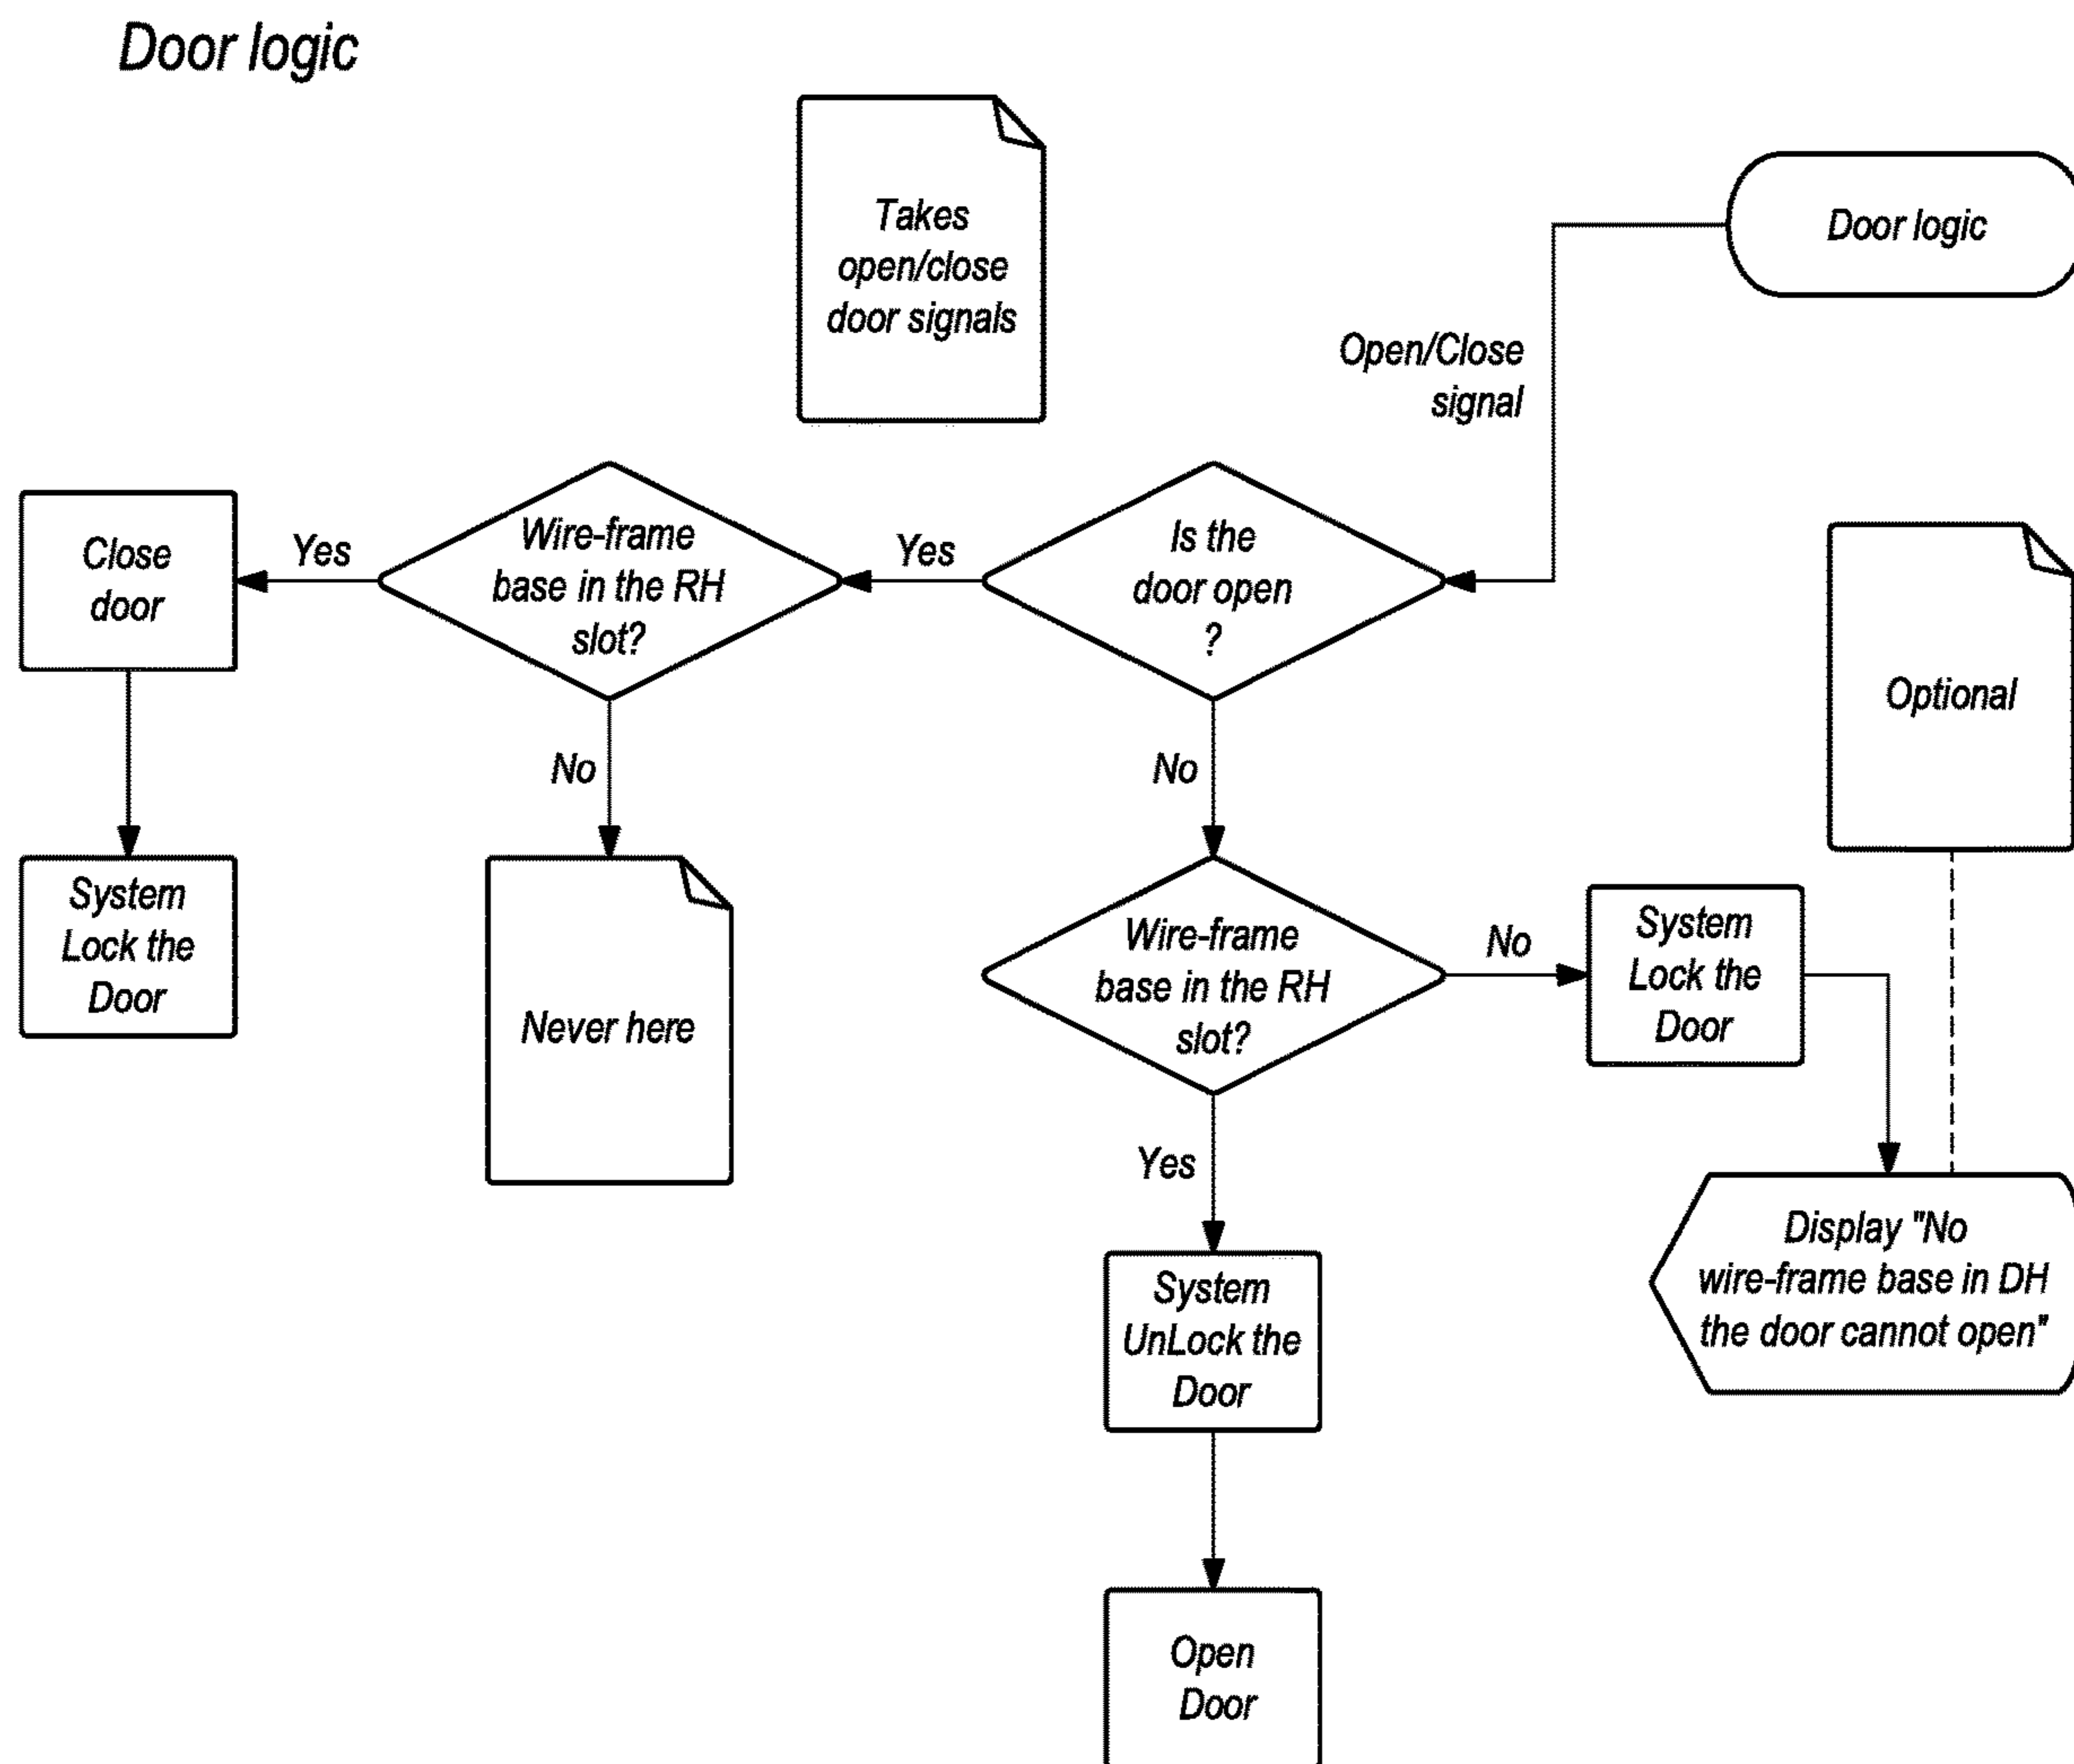 Door logic
Takes
open/close
door signals
Door logic
Open/Close
signal
Close
door
Yes
Wire-frame
base in the RH
slot?
Yes
Is the
door open
?
Optional
No
No
System
Lock the
Door
Never here
Wire-frame
base in the RH
slot?
No
System
Lock the
Door
Yes
Display "No
wire-frame base in DH
the door cannot open"
System
UnLock the
Door
Open
Door